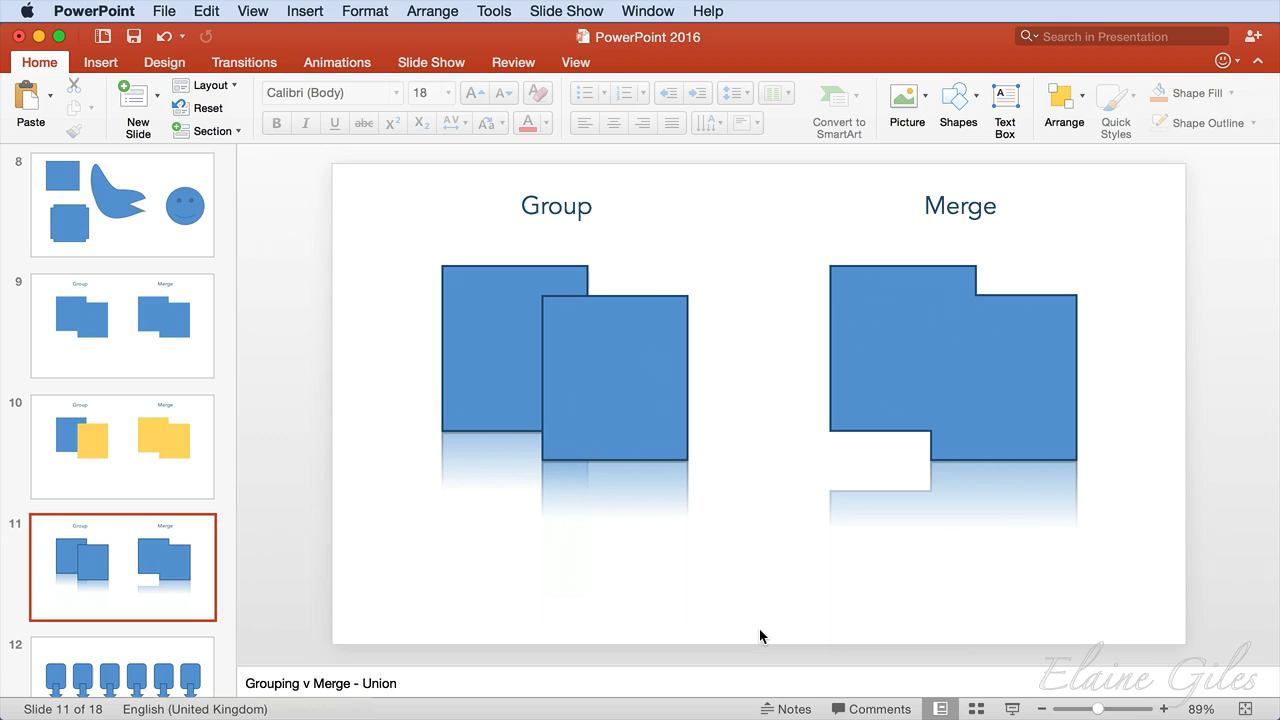 PowerPoint File Edit View Insert Format Arrange Tools Slide Show Window Help
PowerPoint 2016
Search in Presentation
Home Insert Design Transitions Animations Slide Show Review View
Paste
New Slide
Layout
Reset
Section
Calibri (Body) 18
Convert to SmartArt
Picture
Shapes
Text Box
Arrange
Quick Styles
Shape Fill
Shape Outline
8
9
Group Merge
10
Group Merge
11
Group Merge
12
Group Merge
Grouping v Merge - Union
Elaine Giles
Slide 11 of 18 English (United Kingdom) Notes Comments 89%